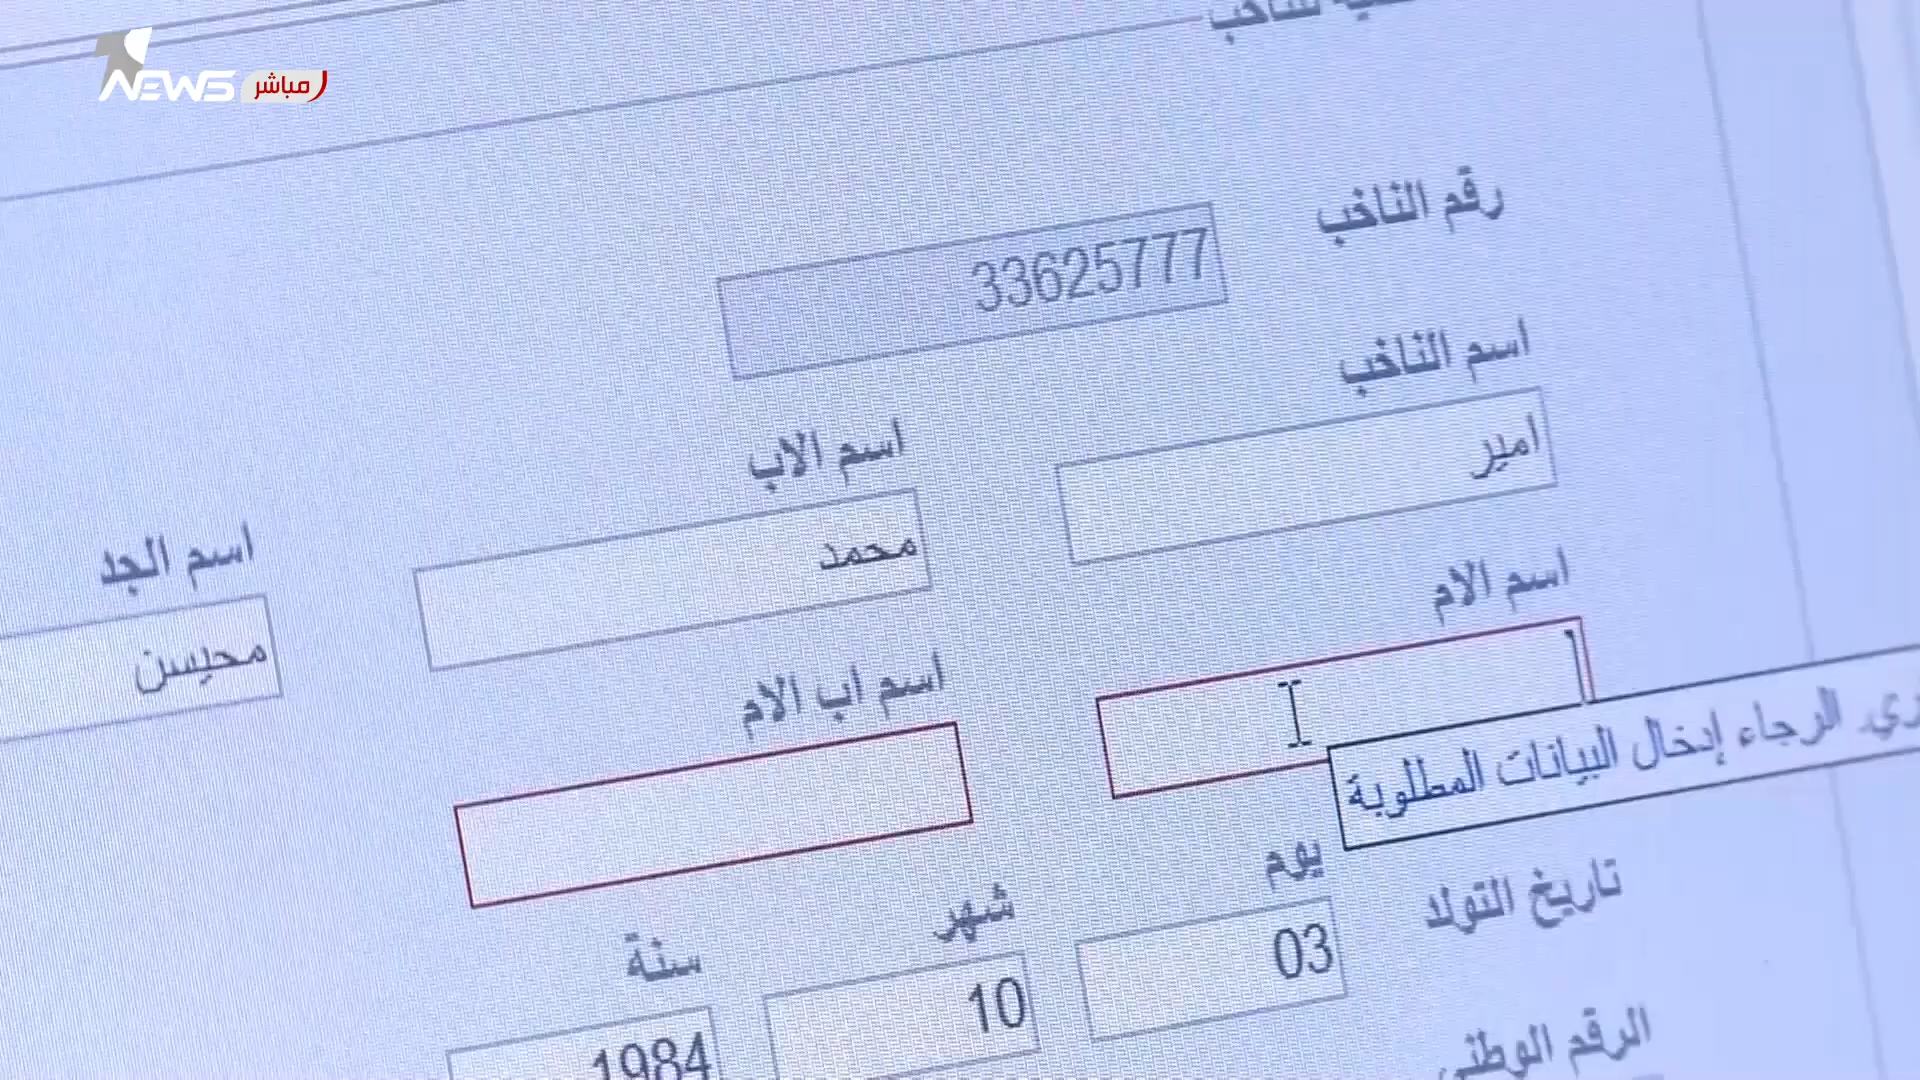 NEWS مباشر
رقم الناخب
33625777
اسم الناخب
امير
اسم الاب
محمد
اسم الجد
محيسن
اسم الام
اسم اب الام
الرجاء إدخال البيانات المطلوبة
تاريخ التولد
يوم
03
شهر
10
سنة
1984
الرقم الوطني